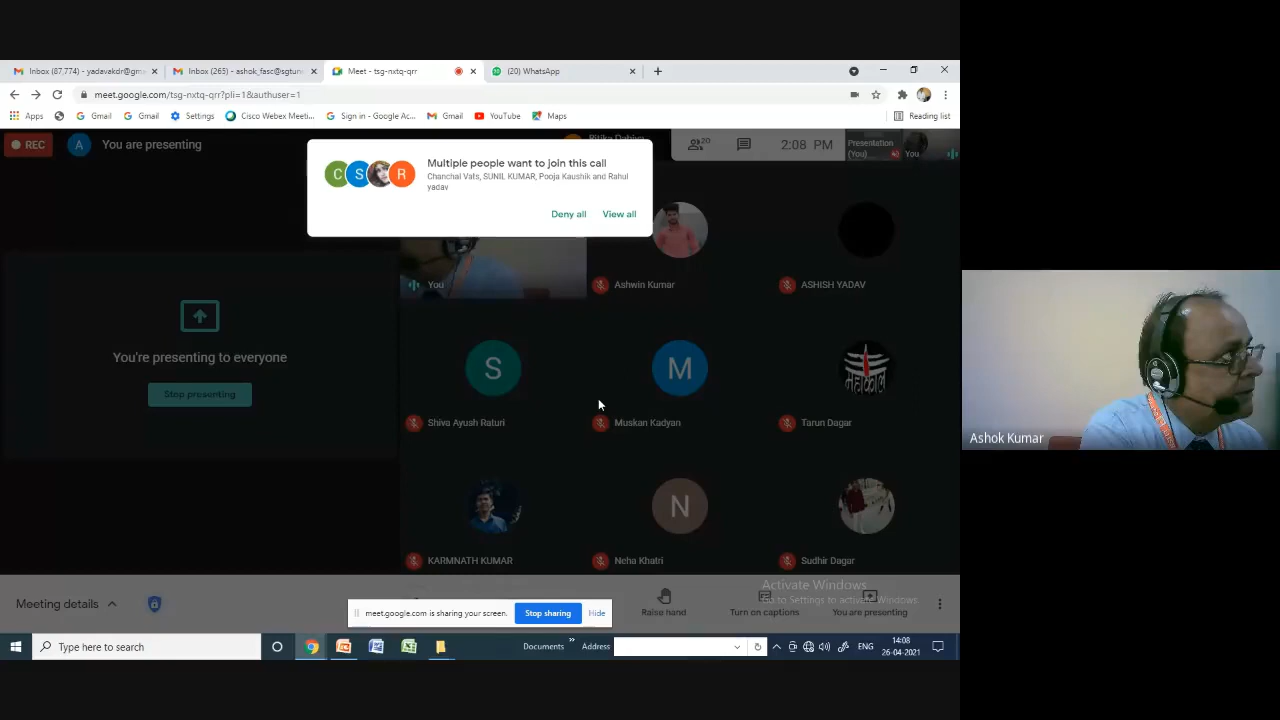 Inbox (87,774) - yadavakdr@gma
Inbox (265) - ashok_fasc@sgtun
Meet - tsg-nxtq-qrr
(20) WhatsApp
meet.google.com/tsg-nxtq-qrr?pli=1&authuser=1
Apps
Gmail
Gmail
Settings
Cisco Webex Meeti...
Sign in - Google Ac...
Gmail
YouTube
Maps
Reading list
REC
A
You are presenting
Ritika Dahiya
20
2:08 PM
Presentation
(You)
You
C
S
R
Multiple people want to join this call
Chanchal Vats, SUNIL KUMAR, Pooja Kaushik and Rahul
yadav
Deny all
View all
You
Ashwin Kumar
ASHISH YADAV
You're presenting to everyone
Stop presenting
S
M
महाकाल
Shiva Ayush Raturi
Muskan Kadyan
Tarun Dagar
N
KARMNATH KUMAR
Neha Khatri
Sudhir Dagar
Ashok Kumar
Meeting details
meet.google.com is sharing your screen.
Stop sharing
Hide
Raise hand
Turn on captions
You are presenting
Activate Windows
Go to Settings to activate Windows.
Type here to search
Documents
Address
ENG
14:08
26-04-2021